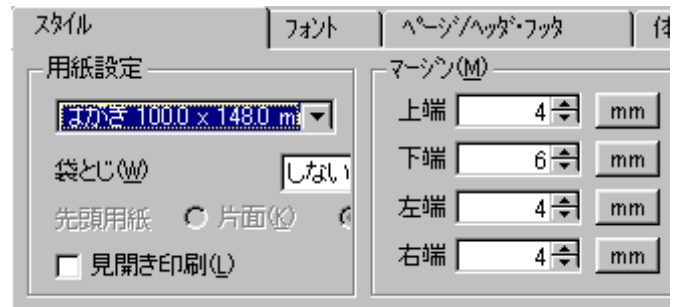 スタイル
フォント
ページ/ヘッダ・フッタ
用紙設定
はがき 100.0 x 148.0 m
袋とじ(W)
しない
先頭用紙
片面(K)
見開き印刷(L)
マージン(M)
上端 4 mm
下端 6 mm
左端 4 mm
右端 4 mm